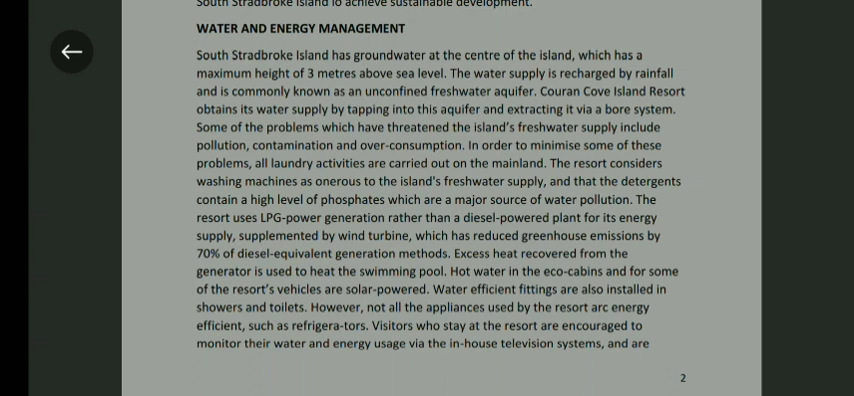 South Stradbroke Island to achieve sustainable development.
WATER AND ENERGY MANAGEMENT
South Stradbroke Island has groundwater at the centre of the island, which has a
maximum height of 3 metres above sea level. The water supply is recharged by rainfall
and is commonly known as an unconfined freshwater aquifer. Couran Cove Island Resort
obtains its water supply by tapping into this aquifer and extracting it via a bore system.
Some of the problems which have threatened the island's freshwater supply include
pollution, contamination and over-consumption. In order to minimise some of these
problems, all laundry activities are carried out on the mainland. The resort considers
washing machines as onerous to the island's freshwater supply, and that the detergents
contain a high level of phosphates which are a major source of water pollution. The
resort uses LPG-power generation rather than a diesel-powered plant for its energy
supply, supplemented by wind turbine, which has reduced greenhouse emissions by
70% of diesel-equivalent generation methods. Excess heat recovered from the
generator is used to heat the swimming pool. Hot water in the eco-cabins and for some
of the resort's vehicles are solar-powered. Water efficient fittings are also installed in
showers and toilets. However, not all the appliances used by the resort arc energy
efficient, such as refrigera-tors. Visitors who stay at the resort are encouraged to
monitor their water and energy usage via the in-house television systems, and are
2